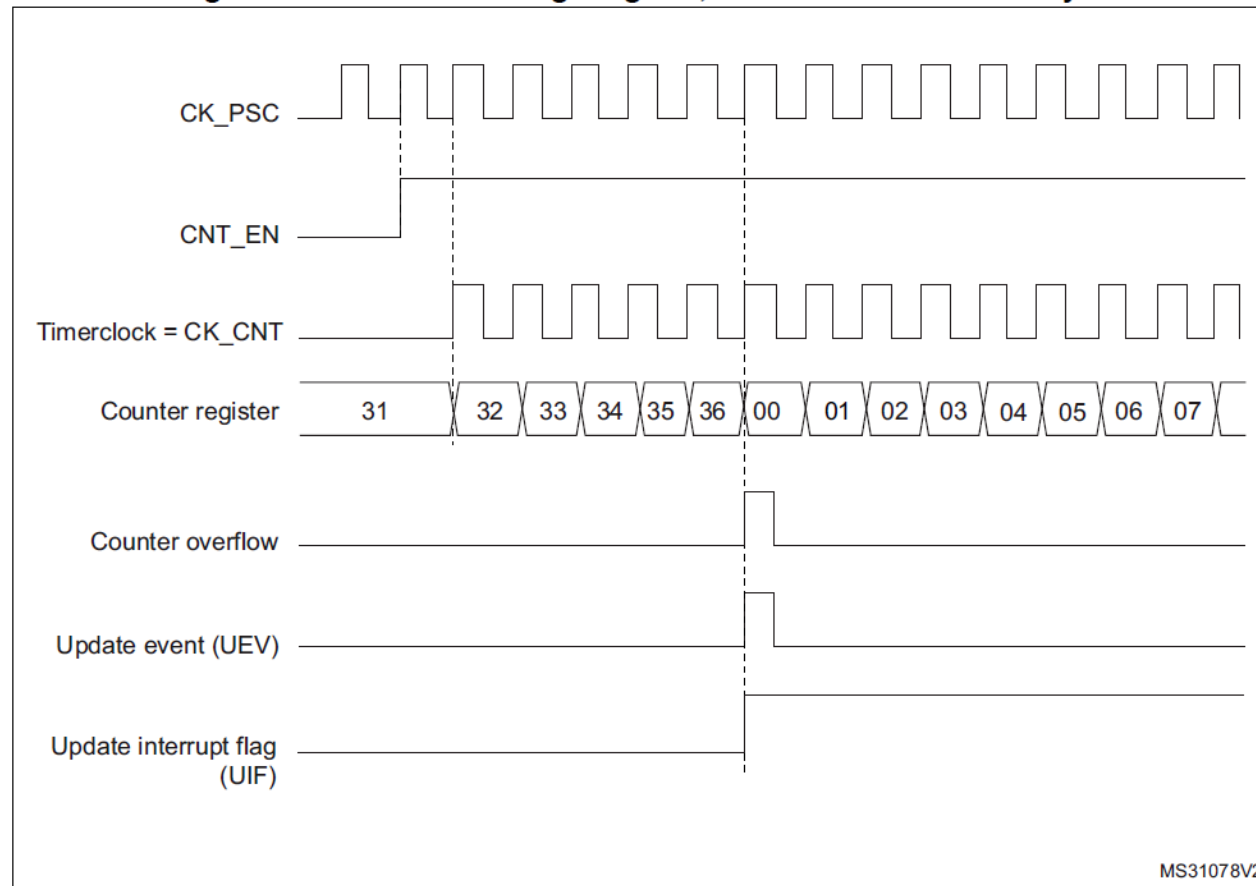 CK_PSC
CNT_EN
Timerclock = CK_CNT
Counter register 31 32 33 34 35 36 00 01 02 03 04 05 06 07
Counter overflow
Update event (UEV)
Update interrupt flag
(UIF)
MS31078V2